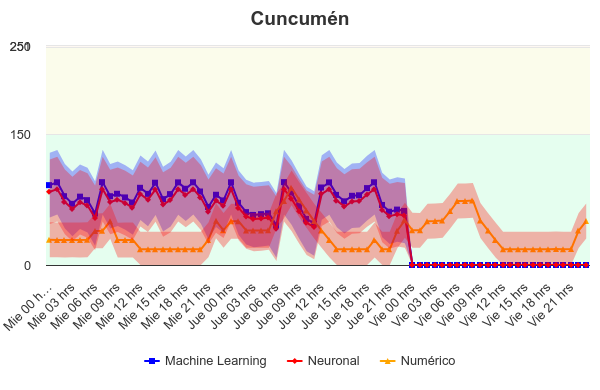 Cuncumén
250
150
0
Mie 00 h...
Mie 03 hrs
Mie 06 hrs
Mie 09 hrs
Mie 12 hrs
Mie 15 hrs
Mie 18 hrs
Mie 21 hrs
Jue 00 hrs
Jue 03 hrs
Jue 06 hrs
Jue 09 hrs
Jue 12 hrs
Jue 15 hrs
Jue 18 hrs
Jue 21 hrs
Vie 00 hrs
Vie 03 hrs
Vie 06 hrs
Vie 09 hrs
Vie 12 hrs
Vie 15 hrs
Vie 18 hrs
Vie 21 hrs
Machine Learning Neuronal Numérico